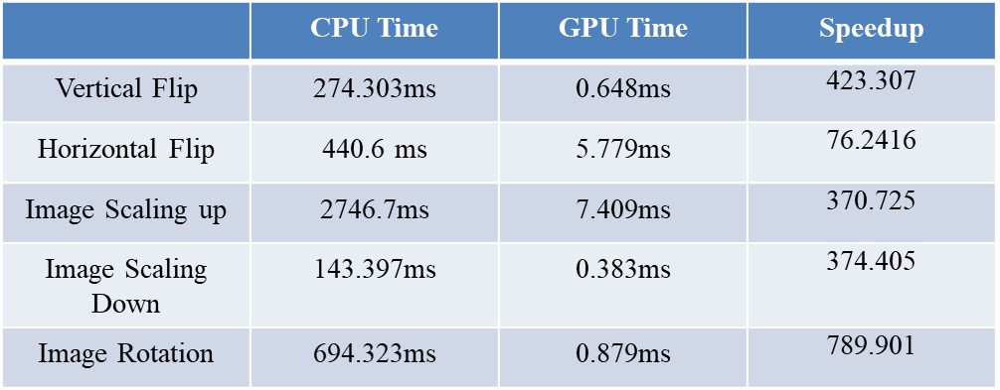 CPU Time GPU Time Speedup
Vertical Flip 274.303ms 0.648ms 423.307
Horizontal Flip 440.6 ms 5.779ms 76.2416
Image Scaling up 2746.7ms 7.409ms 370.725
Image Scaling
Down 143.397ms 0.383ms 374.405
Image Rotation 694.323ms 0.879ms 789.901